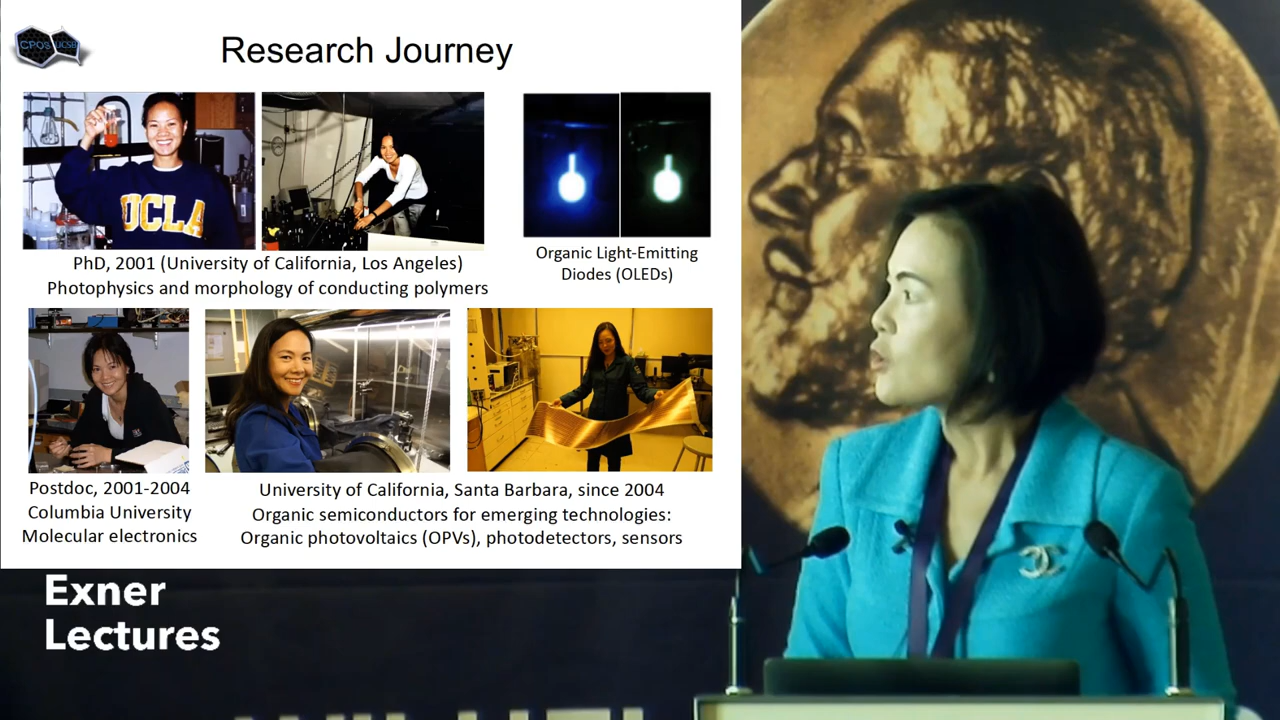 CPOS UCSB
Research Journey
UCLA
PhD, 2001 (University of California, Los Angeles)
Photophysics and morphology of conducting polymers
Organic Light-Emitting
Diodes (OLEDs)
Postdoc, 2001-2004
Columbia University
Molecular electronics
University of California, Santa Barbara, since 2004
Organic semiconductors for emerging technologies:
Organic photovoltaics (OPVs), photodetectors, sensors
Exner
Lectures